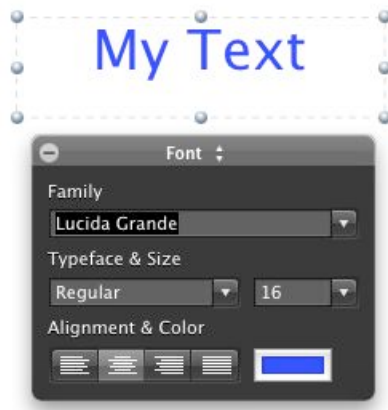 My Text
Font
Family
Lucida Grande
Typeface & Size
Regular 16
Alignment & Color